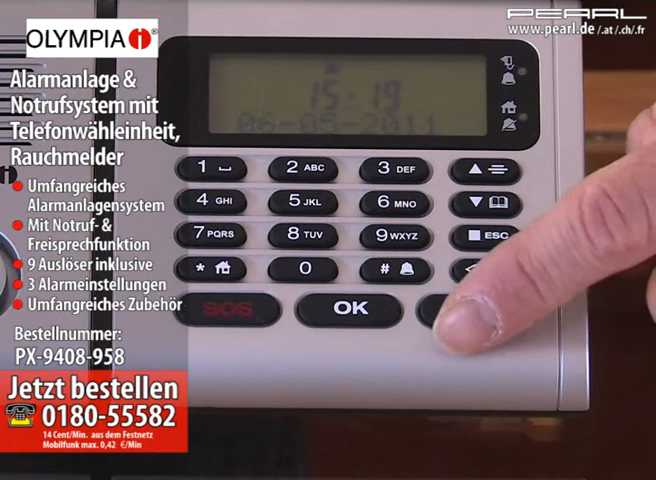 OLYMPIA
PEARL
www.pearl.de /.at /.ch/.fr
Alarmanlage &
Notrufsystem mit
Telefonwähleinheit,
Rauchmelder
Umfangreiches
Alarmanlagensystem
Mit Notruf- &
Freisprechfunktion
9 Auslöser inklusive
3 Alarmeinstellungen
Umfangreiches Zubehör
Bestellnummer:
PX-9408-958
Jetzt bestellen
0180-55582
14 Cent/Min. aus dem Festnetz
Mobilfunk max. 0,42 €/Min
15:19
06-05-2011
1 2 ABC 3 DEF
4 GHI 5 JKL 6 MNO
7 PQRS 8 TUV 9 WXYZ ESC
* 0 #
SOS OK